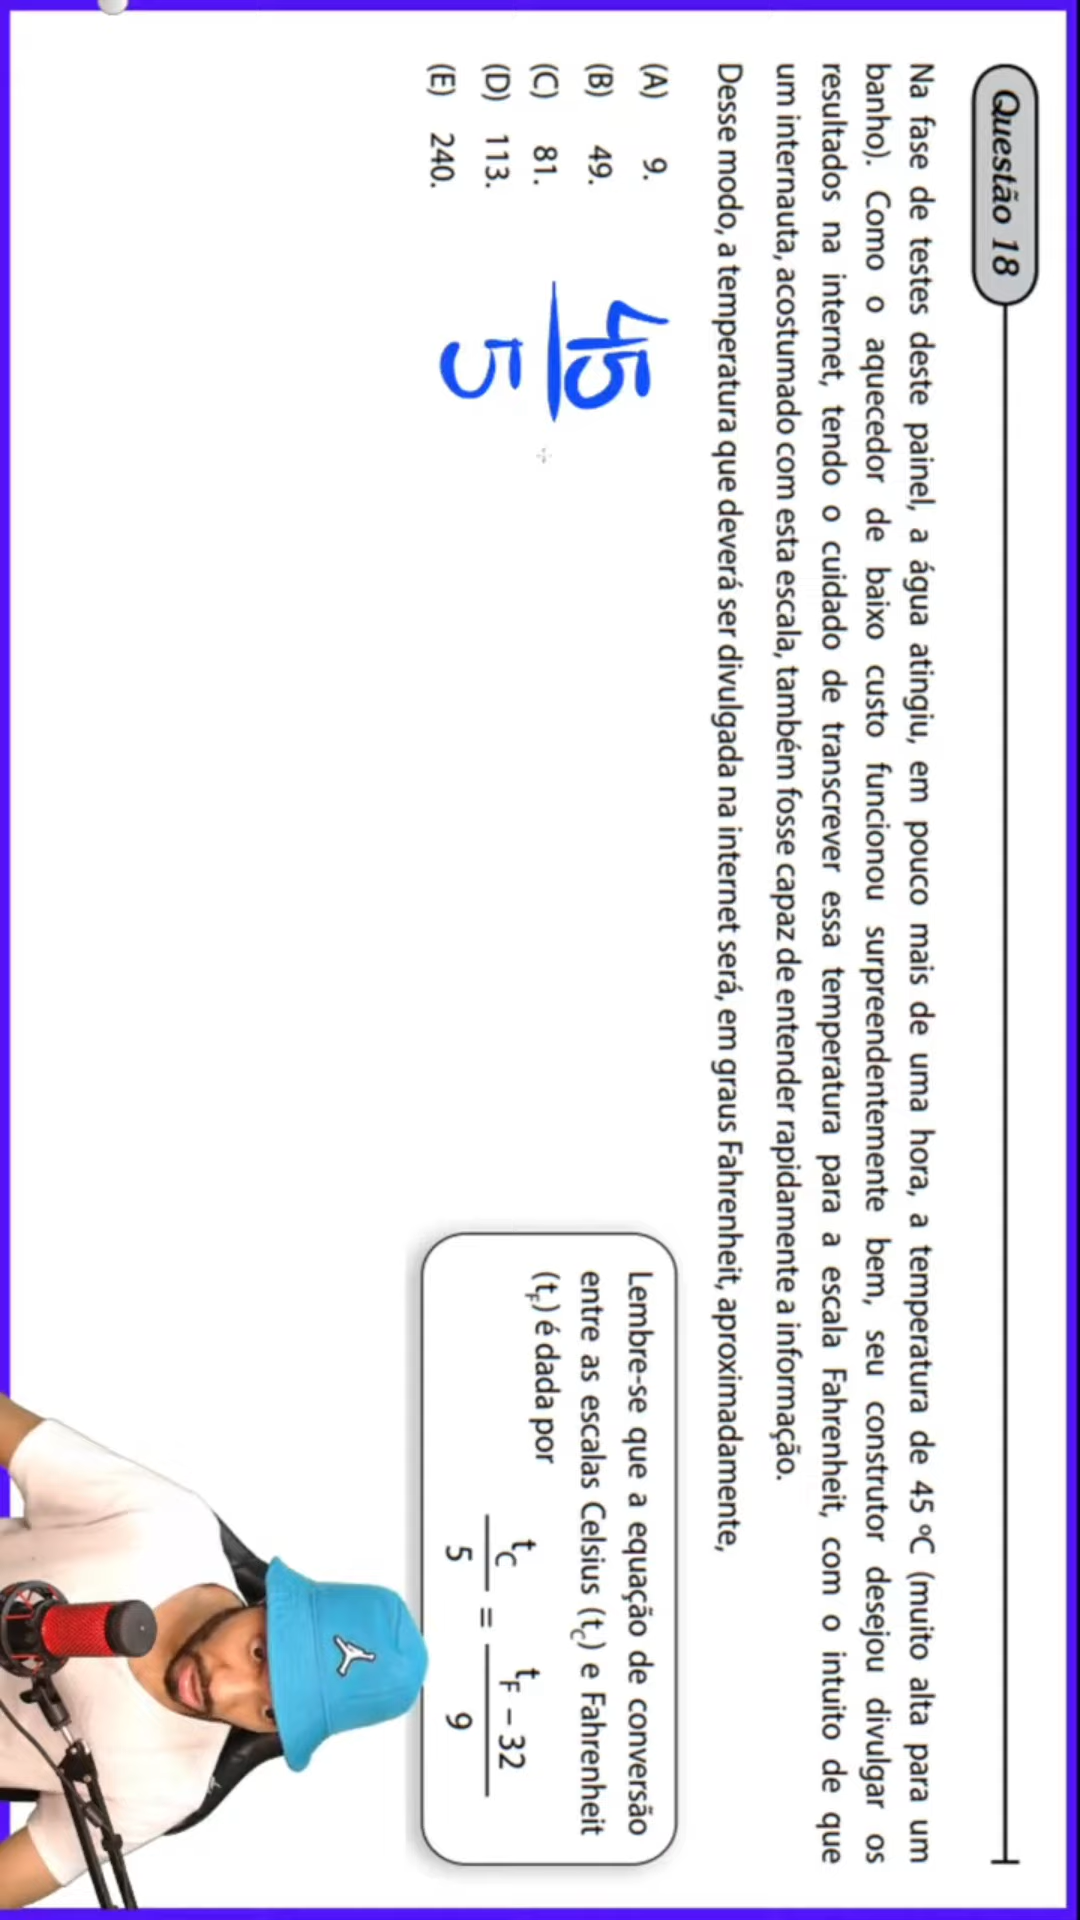 Questão 18
Na fase de testes deste painel, a água atingiu, em pouco mais de uma hora, a temperatura de 45 ºC (muito alta para um
banho). Como o aquecedor de baixo custo funcionou surpreendentemente bem, seu construtor desejou divulgar os
resultados na internet, tendo o cuidado de transcrever essa temperatura para a escala Fahrenheit, com o intuito de que
um internauta, acostumado com esta escala, também fosse capaz de entender rapidamente a informação.
Desse modo, a temperatura que deverá ser divulgada na internet será, em graus Fahrenheit, aproximadamente,
(A) 9.
(B) 49.
(C) 81.
(D) 113.
(E) 240.
45
5
Lembre-se que a equação de conversão
entre as escalas Celsius (tC) e Fahrenheit
(tF) é dada por
tC / 5 = tF – 32 / 9